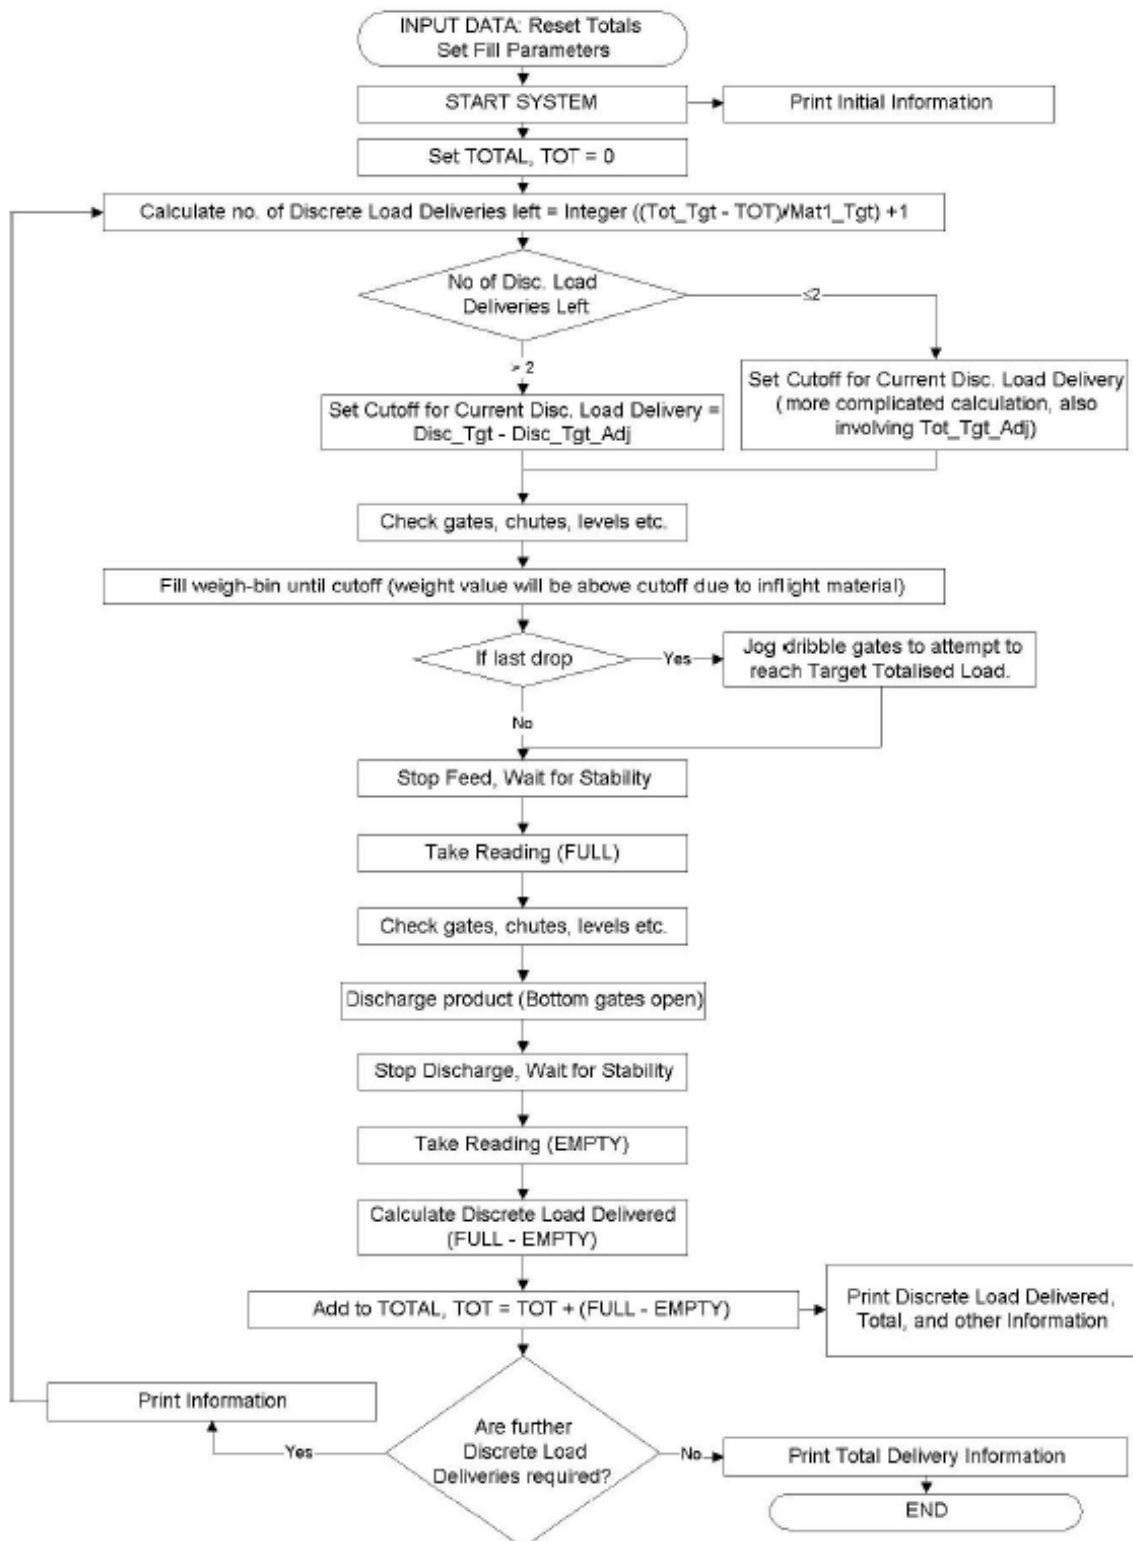 INPUT DATA: Reset Totals
Set Fill Parameters
START SYSTEM
Print Initial Information
Set TOTAL, TOT = 0
Calculate no. of Discrete Load Deliveries left = Integer ((Tot_Tgt - TOT)/Mat1_Tgt) +1
No of Disc. Load
Deliveries Left
≤2
> 2
Set Cutoff for Current Disc. Load Delivery
( more complicated calculation, also
involving Tot_Tgt_Adj)
Set Cutoff for Current Disc. Load Delivery =
Disc_Tgt - Disc_Tgt_Adj
Check gates, chutes, levels etc.
Fill weigh-bin until cutoff (weight value will be above cutoff due to inflight material)
If last drop
Yes
Jog dribble gates to attempt to
reach Target Totalised Load.
No
Stop Feed, Wait for Stability
Take Reading (FULL)
Check gates, chutes, levels etc.
Discharge product (Bottom gates open)
Stop Discharge, Wait for Stability
Take Reading (EMPTY)
Calculate Discrete Load Delivered
(FULL - EMPTY)
Add to TOTAL, TOT = TOT + (FULL - EMPTY)
Print Discrete Load Delivered,
Total, and other Information
Print Information
Are further
Discrete Load
Deliveries required?
Yes
No
Print Total Delivery Information
END